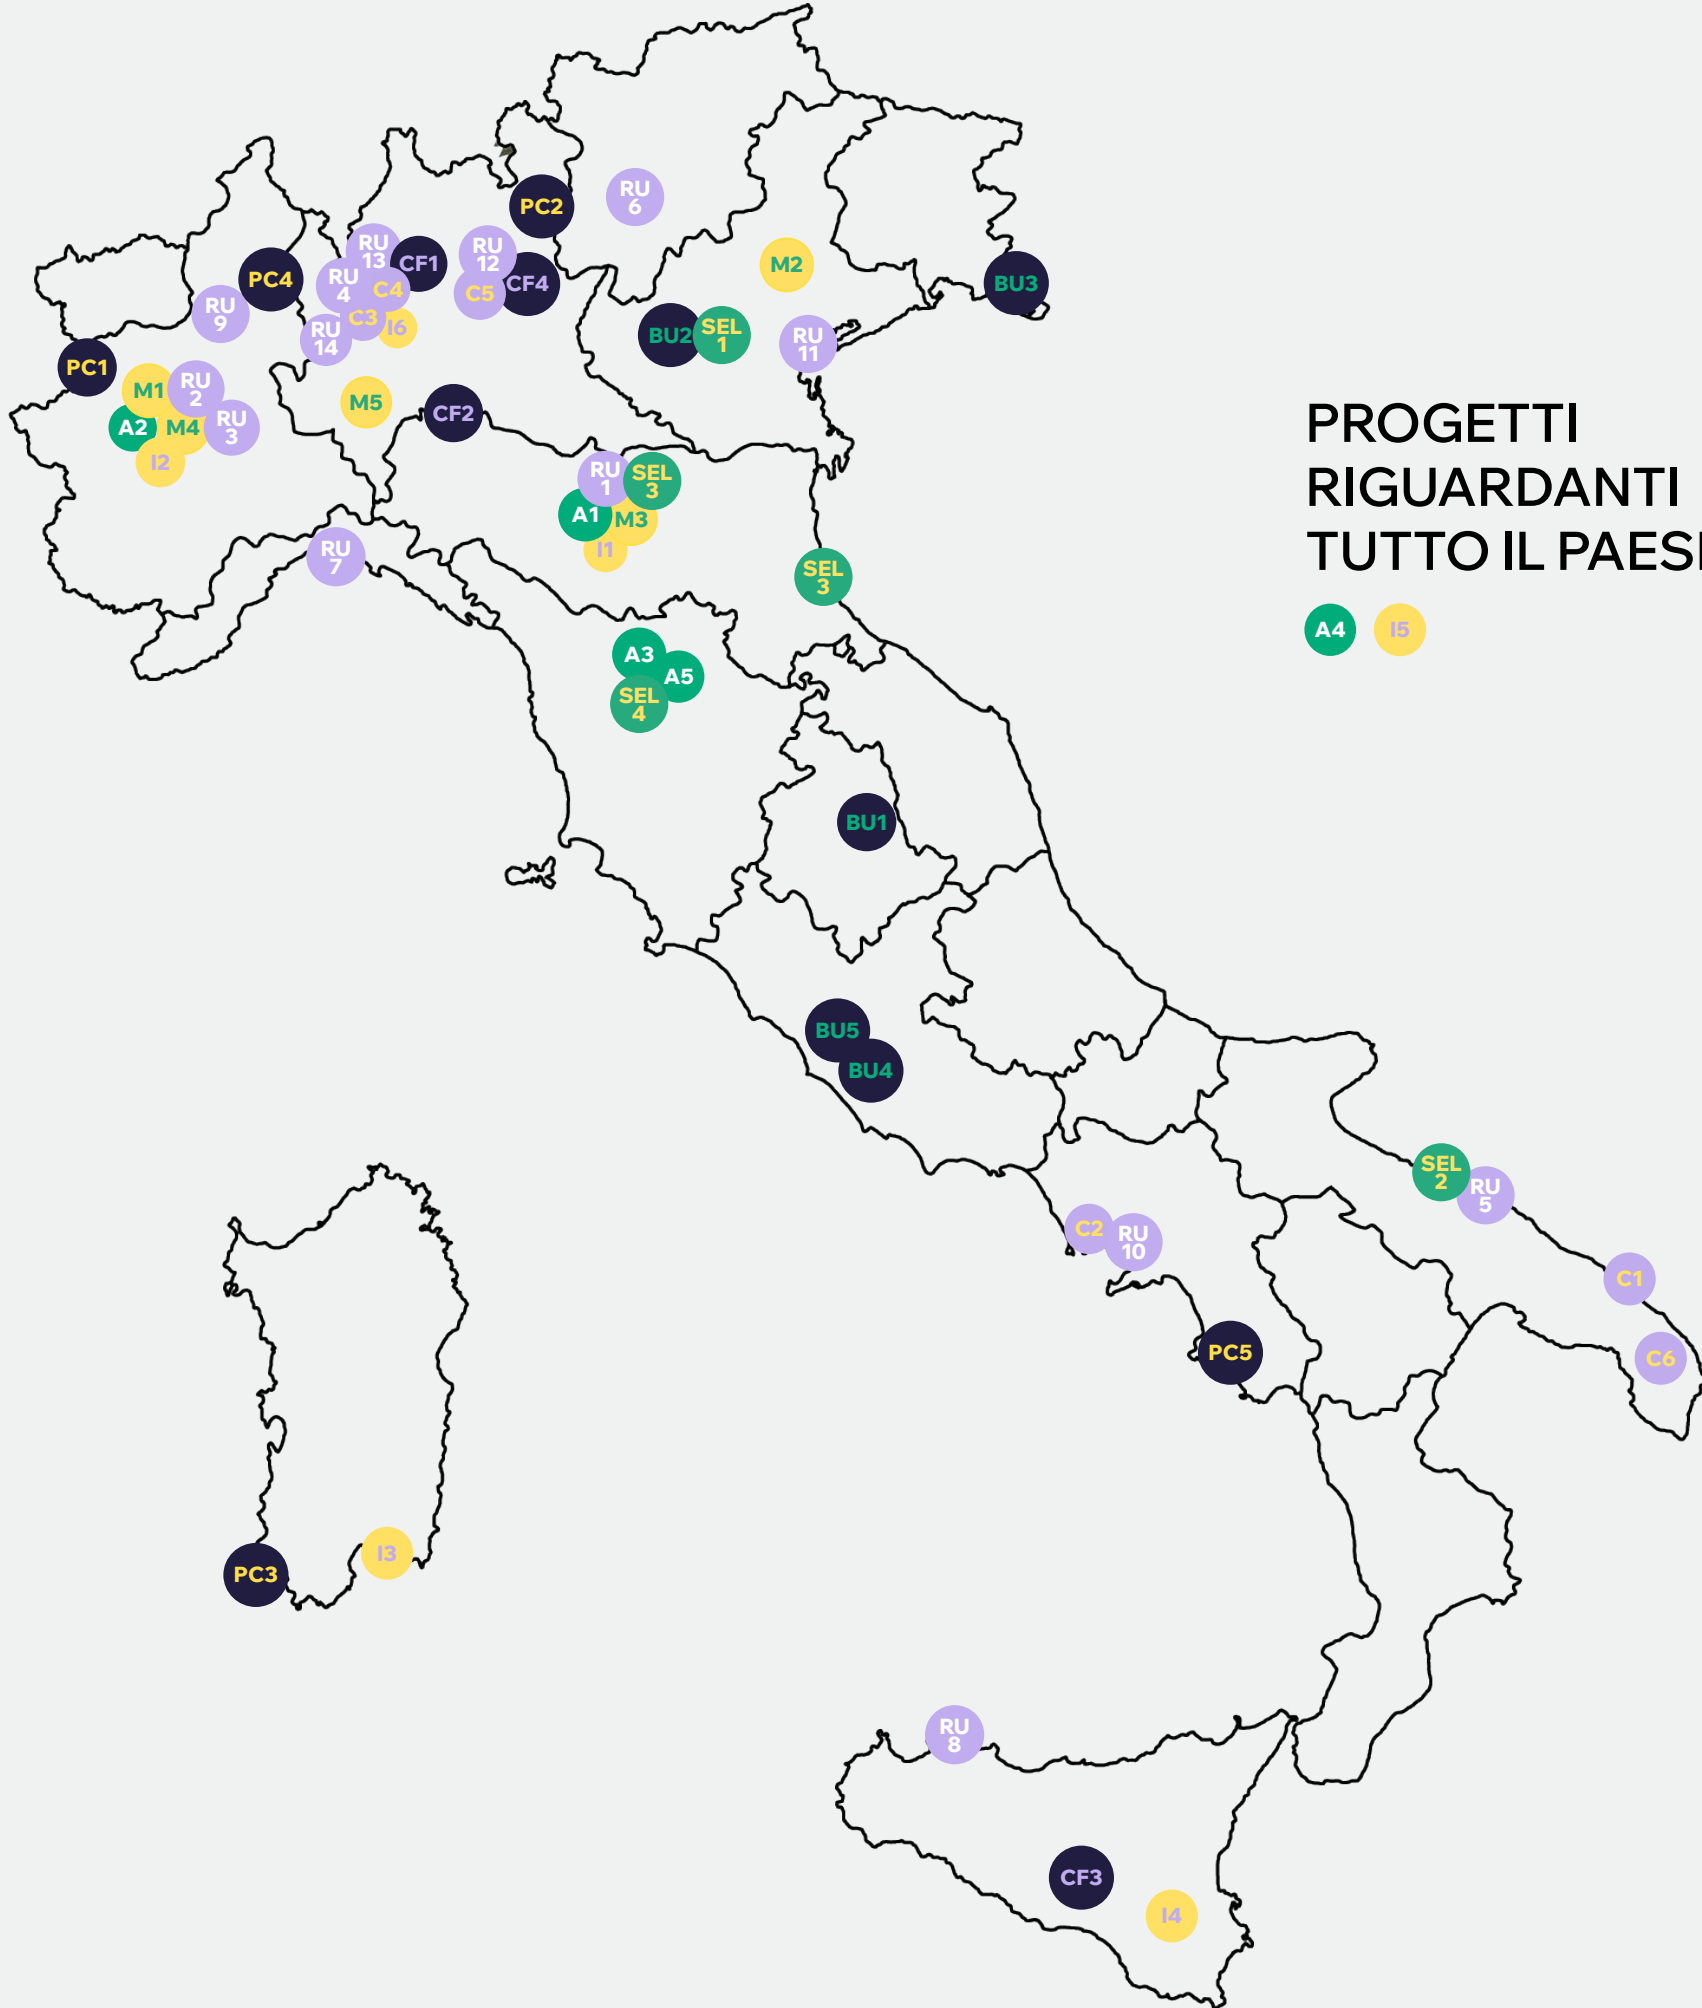 RU
6
PC2
RU
13
CF1
RU
12
CF4
RU
4
C4
C5
C3
I6
RU
14
PC4
RU
9
M2
BU3
BU2
SEL
1
RU
11
PC1
M1
RU
2
A2
M4
RU
3
I2
M5
CF2
RU
1
SEL
3
A1
M3
I1
RU
7
SEL
3
PROGETTI
RIGUARDANTI
TUTTO IL PAES
A4
I5
A3
A5
SEL
4
BU1
BU5
BU4
SEL
2
RU
5
C2
RU
10
C1
PC5
C6
I3
PC3
RU
8
CF3
I4